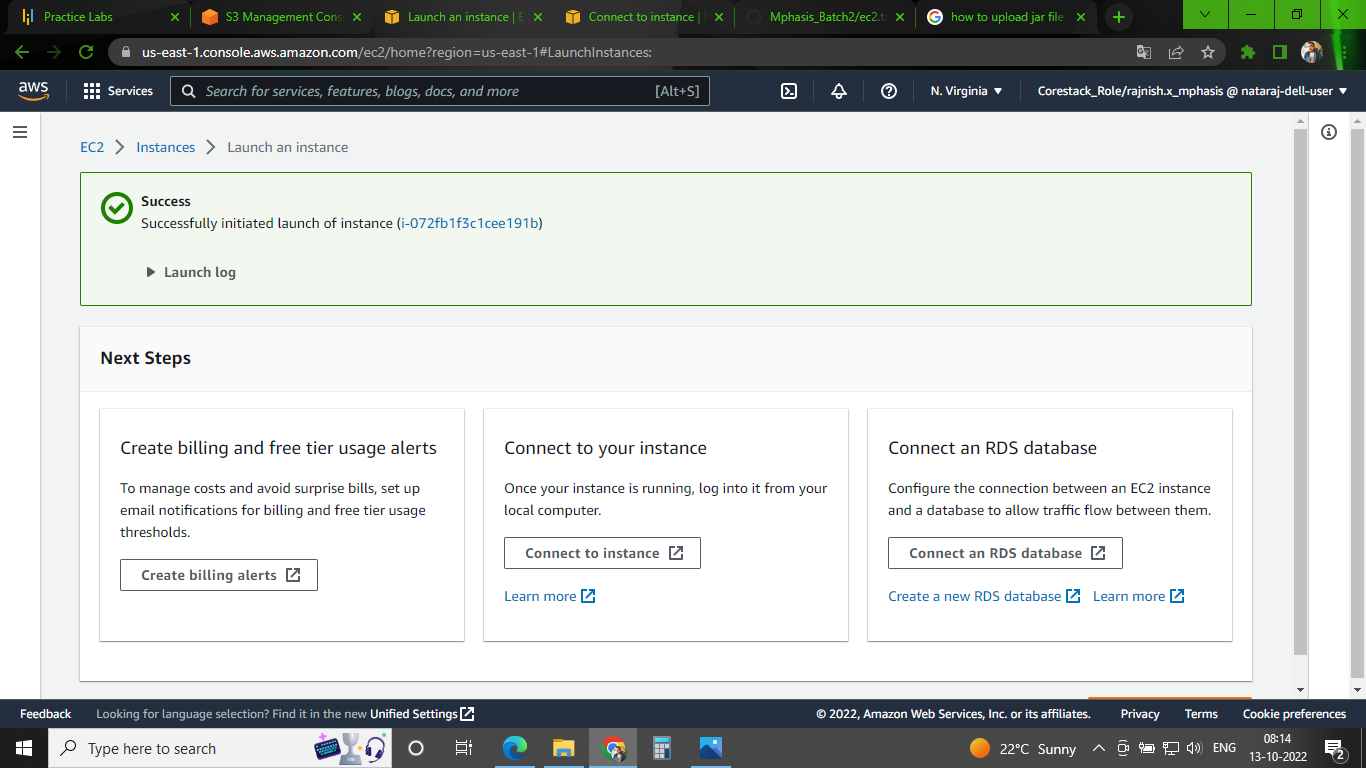 Practice Labs
S3 Management Cons
Launch an instance | E
Connect to instance |
Mphasis_Batch2/ec2.t
how to upload jar file
us-east-1.console.aws.amazon.com/ec2/home?region=us-east-1#LaunchInstances:
aws
Services
Search for services, features, blogs, docs, and more
[Alt+S]
N. Virginia
Corestack_Role/rajnish.x_mphasis @ nataraj-dell-user
EC2
Instances
Launch an instance
Success
Successfully initiated launch of instance (i-072fb1f3c1cee191b)
Launch log
Next Steps
Create billing and free tier usage alerts
To manage costs and avoid surprise bills, set up
email notifications for billing and free tier usage
thresholds.
Create billing alerts
Connect to your instance
Once your instance is running, log into it from your
local computer.
Connect to instance
Learn more
Connect an RDS database
Configure the connection between an EC2 instance
and a database to allow traffic flow between them.
Connect an RDS database
Create a new RDS database
Learn more
Feedback
Looking for language selection? Find it in the new Unified Settings
© 2022, Amazon Web Services, Inc. or its affiliates.
Privacy
Terms
Cookie preferences
Type here to search
22°C Sunny
ENG
08:14
13-10-2022
2